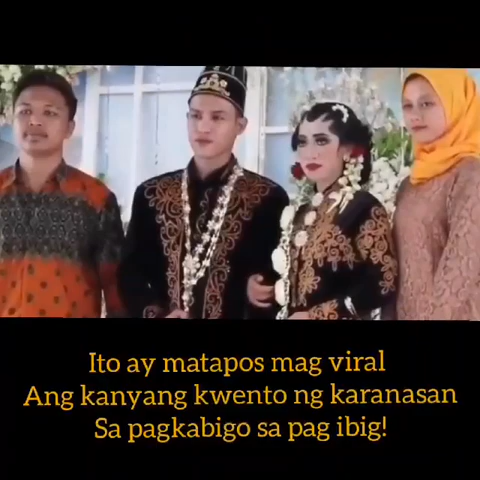 Ito ay matapos mag viral
Ang kanyang kwento ng karanasan
Sa pagkabigo sa pag ibig!